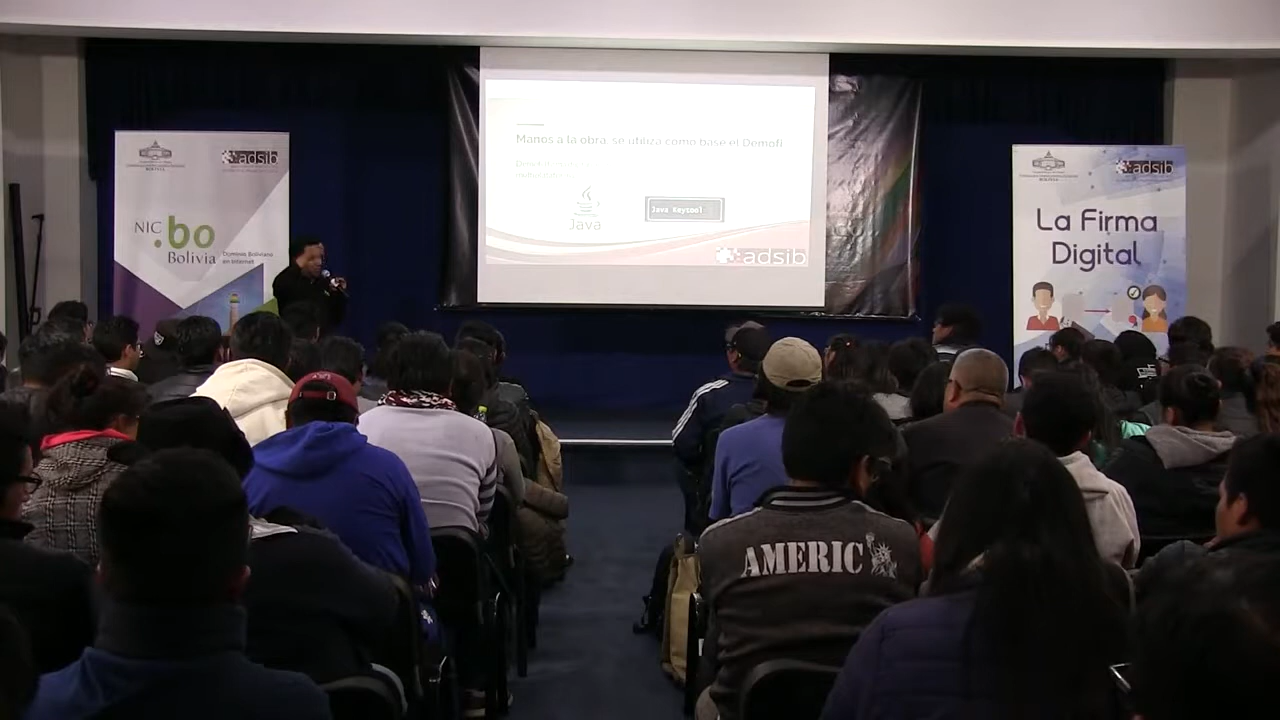 adsib
NIC
.bo
Bolivia
Dominio Boliviano
en Internet
Manos a la obra, se utiliza como base el Demofi
Java
Java Keytool
adsib
BOLIVIA
adsib
La Firma
Digital
AMERIC